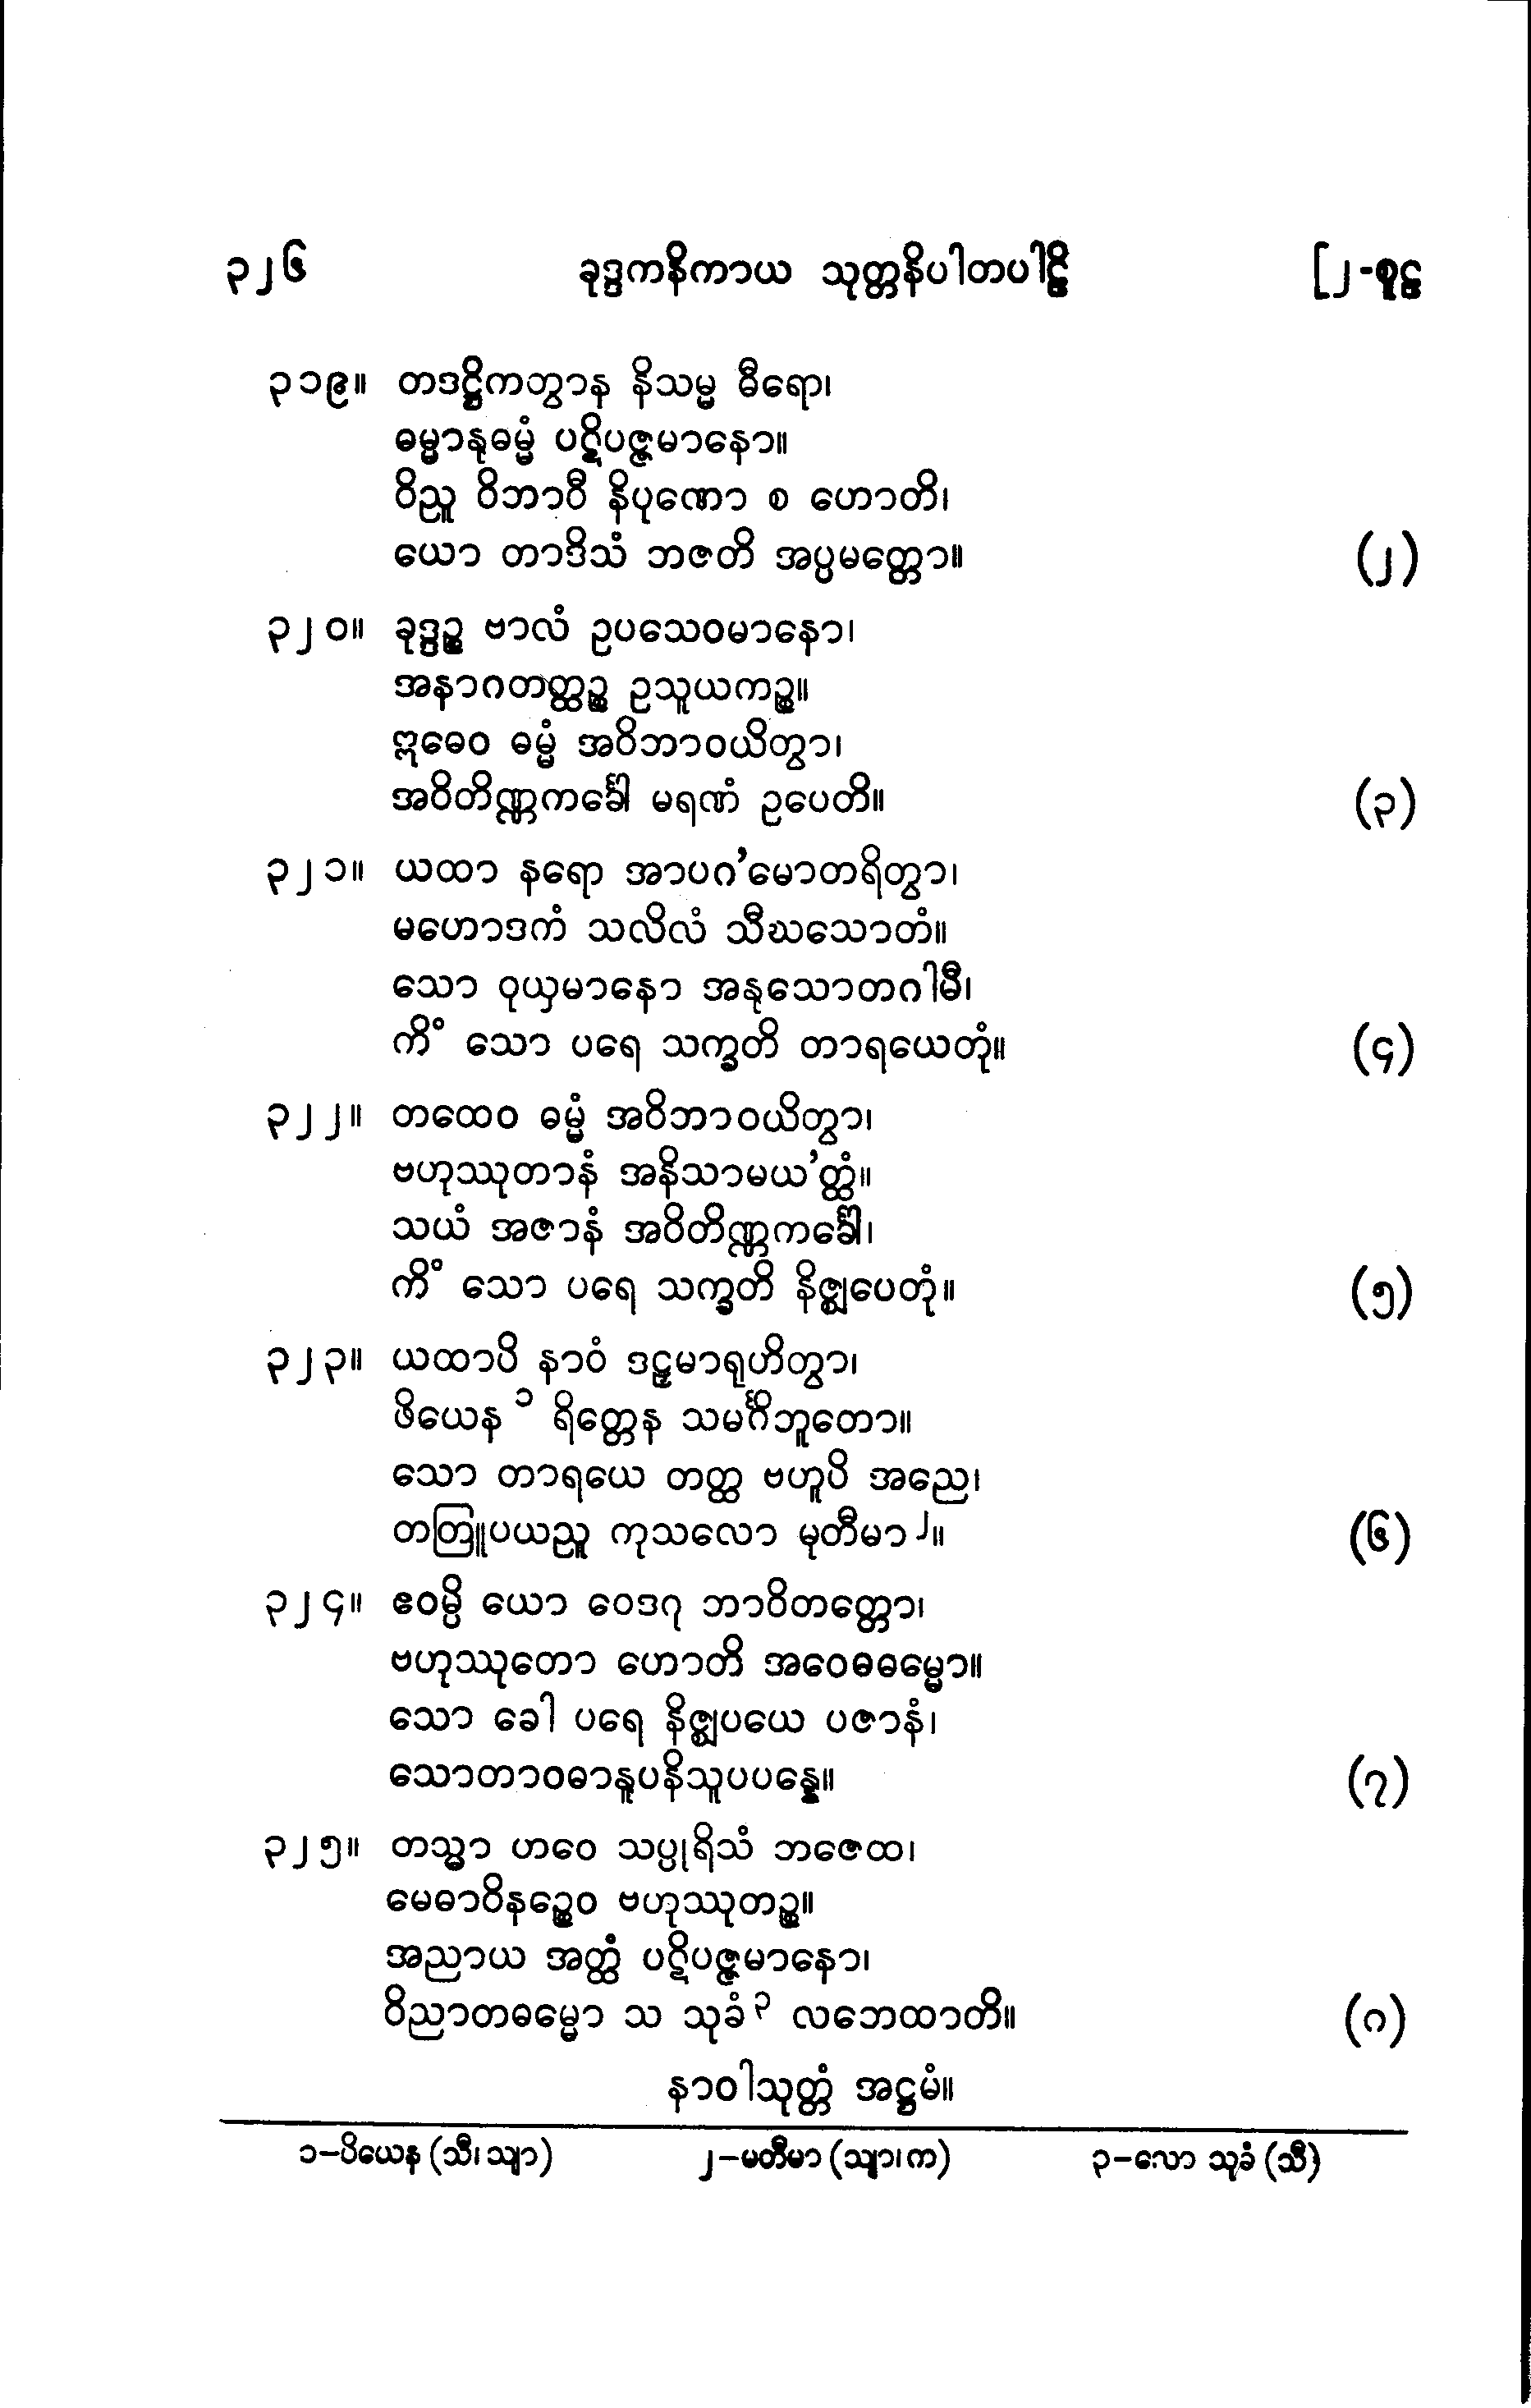 ၃၂၆ ခုဒ္ဒကနိကာယ သုတ္တနိပါတပါဠိ [၂-စူဠ
၃၁၉။ တဒဋ္ဌိကတွာန နိသမ္မ ဓီရော၊
ဓမ္မာနုဓမ္မံ ပဋိပဇ္ဇမာနော။
ဝိညူ ဝိဘာဝီ နိပုဏော စ ဟောတိ၊
ယော တာဒိသံ ဘဇတိ အပ္ပမတ္တော။ (၂)
၃၂၀။ ခုဒ္ဒဉ္စ ဗာလံ ဥပသေဝမာနော၊
အနာဂတတ္ထဉ္စ ဥသူယကဉ္စ။
ဣဓေဝ ဓမ္မံ အဝိဘာဝယိတွာ၊
အဝိတိဏ္ဏကင်္ခေါ မရဏံ ဥပေတိ။ (၃)
၃၂၁။ ယထာ နရော အာပဂ'မောတရိတွာ၊
မဟောဒကံ သလိလံ သီဃသောတံ။
သော ဝုယှမာနော အနုသောတဂါမီ၊
ကိံ သော ပရေ သက္ခတိ တာရယေတုံ။ (၄)
၃၂၂။ တထေဝ ဓမ္မံ အဝိဘာဝယိတွာ၊
ဗဟုဿုတာနံ အနိသာမယ'တ္ထံ။
သယံ အဇာနံ အဝိတိဏ္ဏကင်္ခေါ၊
ကိံ သော ပရေ သက္ခတိ နိဇ္ဈပေတုံ။ (၅)
၃၂၃။ ယထာပိ နာဝံ ဒဠှမာရုဟိတွာ၊
ဖိယေန ၁ ရိတ္တေန သမင်္ဂိဘူတော။
သော တာရယေ တတ္ထ ဗဟူပိ အညေ၊
တတြူပယညူ ကုသလော မုတီမာ ၂။ (၆)
၃၂၄။ ဧဝမ္ပိ ယော ဝေဒဂု ဘာဝိတတ္တော၊
ဗဟုဿုတော ဟောတိ အဝေဓဓမ္မော။
သော ခေါ ပရေ နိဇ္ဈပယေ ပဇာနံ၊
သောတာဝဓာနူပနိသူပပန္နေ။ (၇)
၃၂၅။ တသ္မာ ဟဝေ သပ္ပုရိသံ ဘဇေထ၊
မေဓာဝိနဉ္စေဝ ဗဟုဿုတဉ္စ။
အညာယ အတ္ထံ ပဋိပဇ္ဇမာနော၊
ဝိညာတဓမ္မော သ သုခံ ၃ လဘေထာတိ။ (၈)
နာဝါသုတ္တံ အဋ္ဌမံ။
၁–ပိယေန (သီ၊ သျာ) ၂–မတီမာ (သျာ၊ က) ၃–လော သုခံ (သီ)